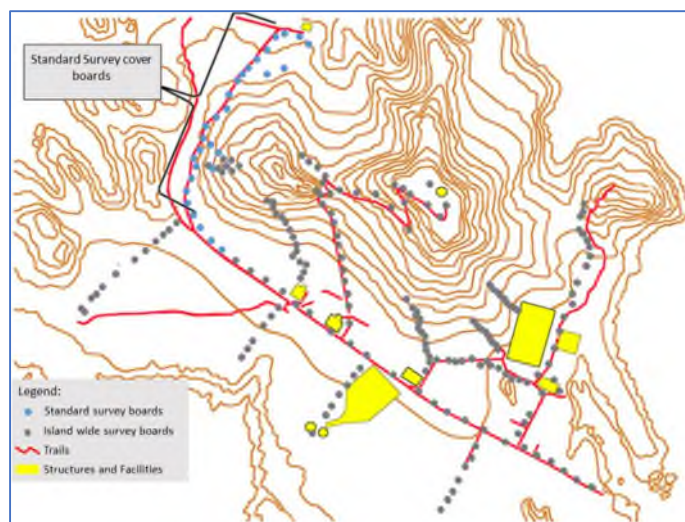 Standard Survey cover
boards
Legend:
Standard survey boards
Island wide survey boards
Trails
Structures and Facilities